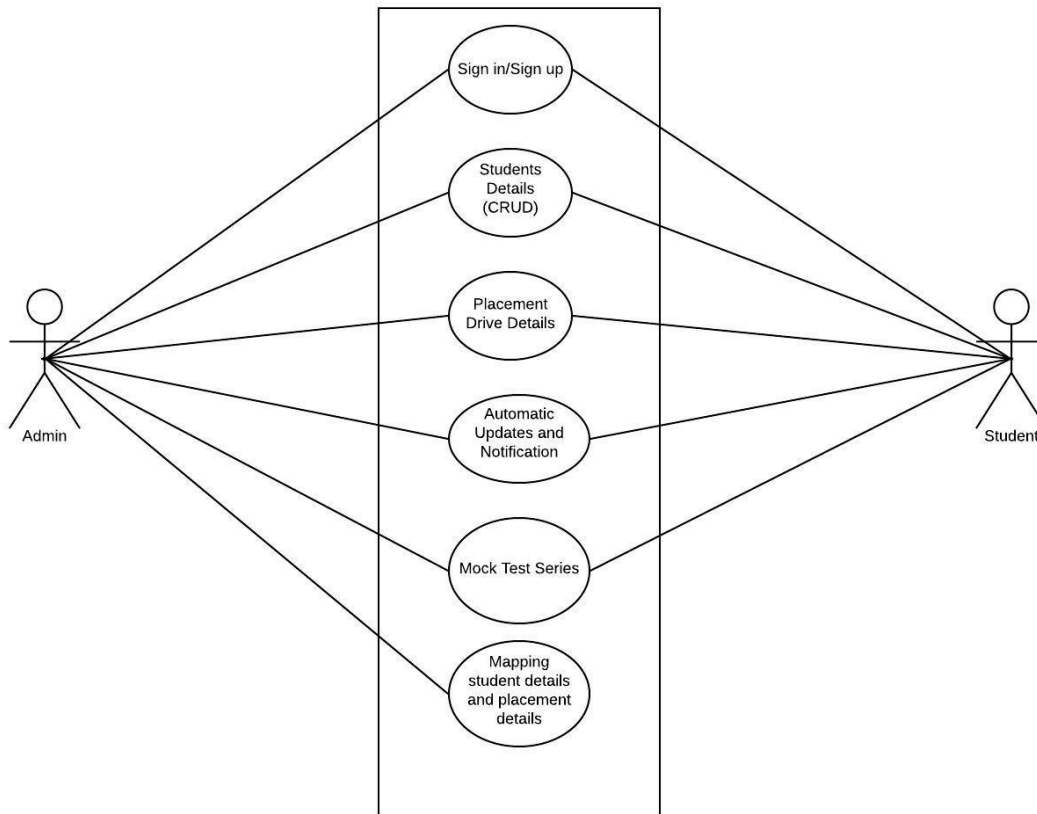 Sign in/Sign up
Students
Details
(CRUD)
Placement
Drive Details
Automatic
Updates and
Notification
Admin
Student
Mock Test Series
Mapping
student details
and placement
details